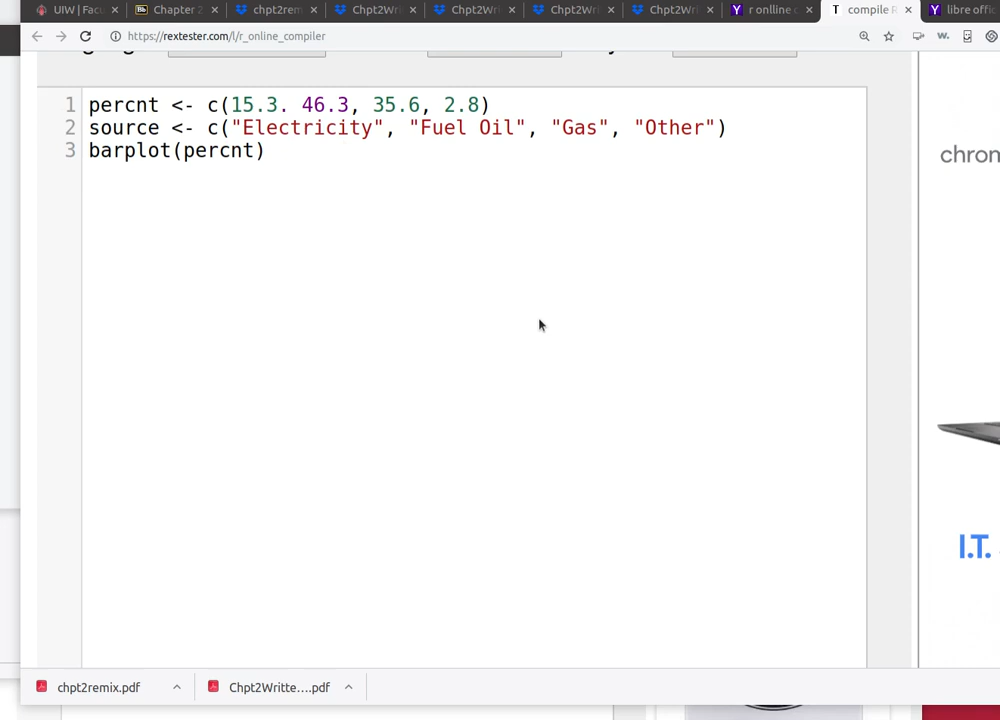 UIW | Fac
Chapter 2
chpt2rem
Chpt2Wri
Chpt2Wri
Chpt2Wri
Chpt2Wri
r onlline c
compile R
libre offic
https://rextester.com/l/r_online_compiler
1 percnt <- c(15.3. 46.3, 35.6, 2.8)
2 source <- c("Electricity", "Fuel Oil", "Gas", "Other")
3 barplot(percnt)
chron
I.T.
chpt2remix.pdf
Chpt2Writte....pdf